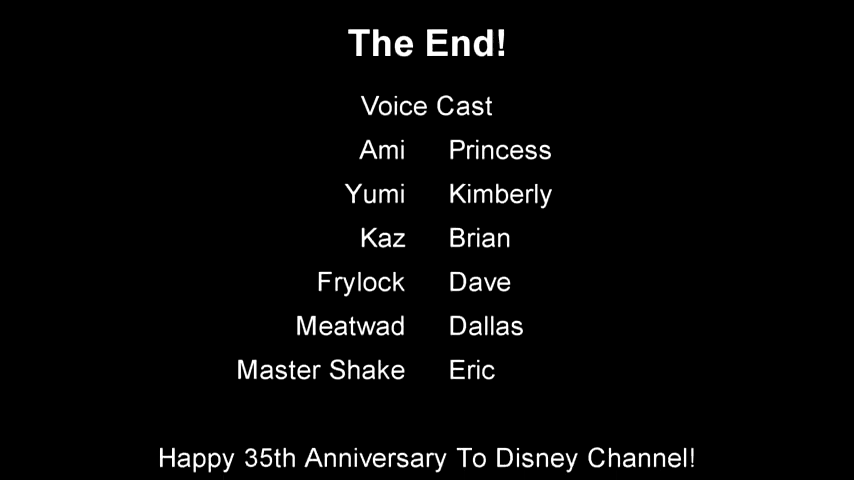 The End!
Voice Cast
Ami Princess
Yumi Kimberly
Kaz Brian
Frylock Dave
Meatwad Dallas
Master Shake Eric
Happy 35th Anniversary To Disney Channel!